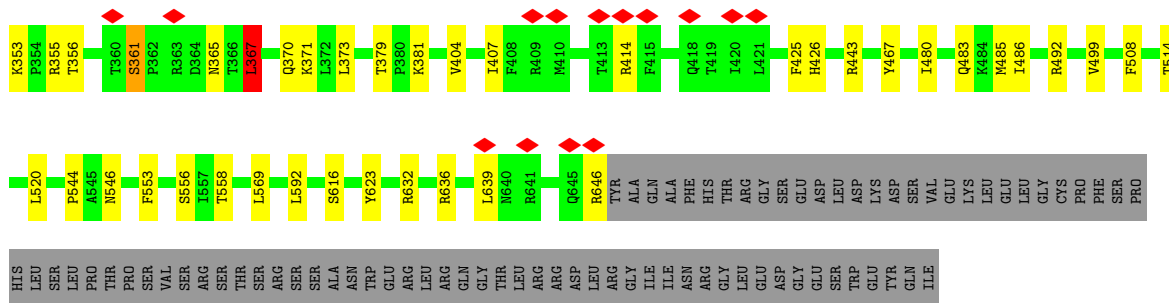 K353 P354 R355 T356 T360 S361 P362 R363 D364 N365 T366 L367 Q370 K371 L372 L373 T379 P380 K381 V404 I407 F408 R409 M410 T413 R414 F415 Q418 T419 I420 L421 F425 H426 R443 Y467 I480 Q483 K484 M485 I486 R492 V499 F508 T514
L520 P544 A545 N546 F553 S556 I557 T558 L569 L592 S616 Y623 R632 R636 L639 N640 R641 Q645 R646 TYR ALA GLN ALA PHE HIS THR ARG GLY SER GLU ASP LEU ASP LYS ASP SER VAL GLU LYS LEU GLU LEU GLY CYS PRO PHE SER PRO
HIS LEU SER LEU PRO THR PRO SER VAL SER ARG SER THR SER ARG SER SER ALA ASN TRP GLU ARG LEU ARG GLN GLY THR LEU ARG ARG ASP LEU ARG GLY ILE ILE ASN ARG GLY LEU GLU ASP GLY GLU SER TRP GLU TYR GLN ILE